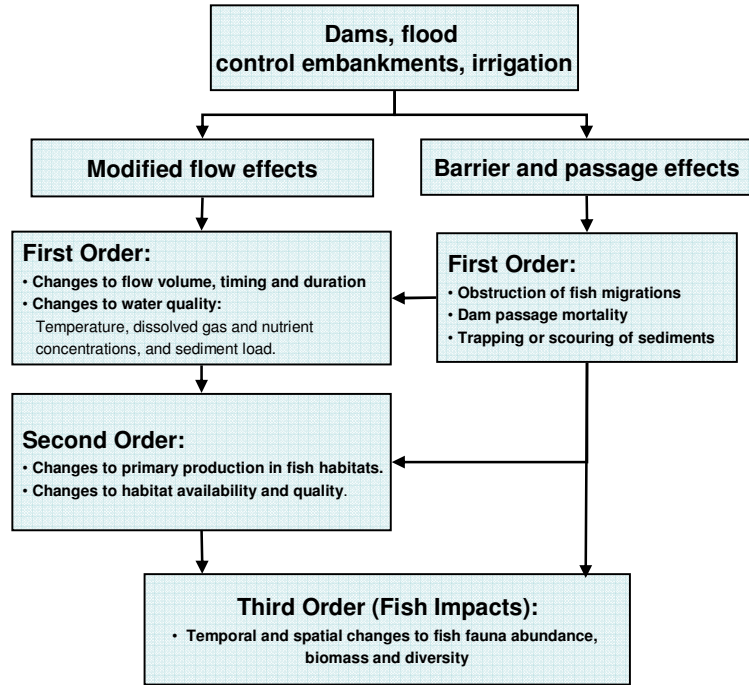 Dams, flood
control embankments, irrigation
Modified flow effects
Barrier and passage effects
First Order:
• Changes to flow volume, timing and duration
• Changes to water quality:
Temperature, dissolved gas and nutrient
concentrations, and sediment load.
First Order:
• Obstruction of fish migrations
• Dam passage mortality
• Trapping or scouring of sediments
Second Order:
• Changes to primary production in fish habitats.
• Changes to habitat availability and quality.
Third Order (Fish Impacts):
• Temporal and spatial changes to fish fauna abundance,
biomass and diversity